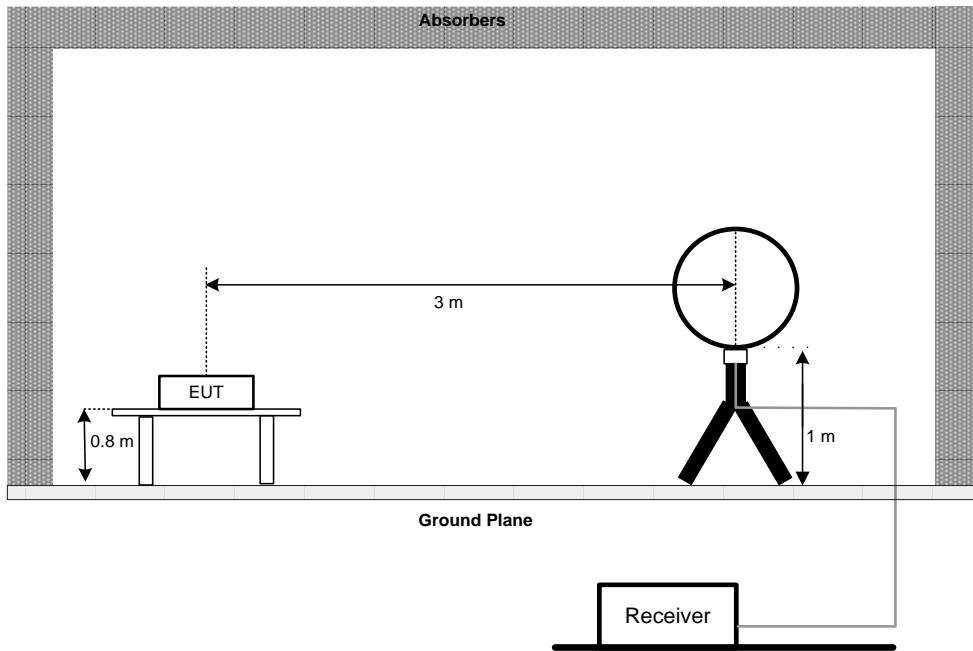 Absorbers
3 m
EUT
0.8 m
1 m
Ground Plane
Receiver